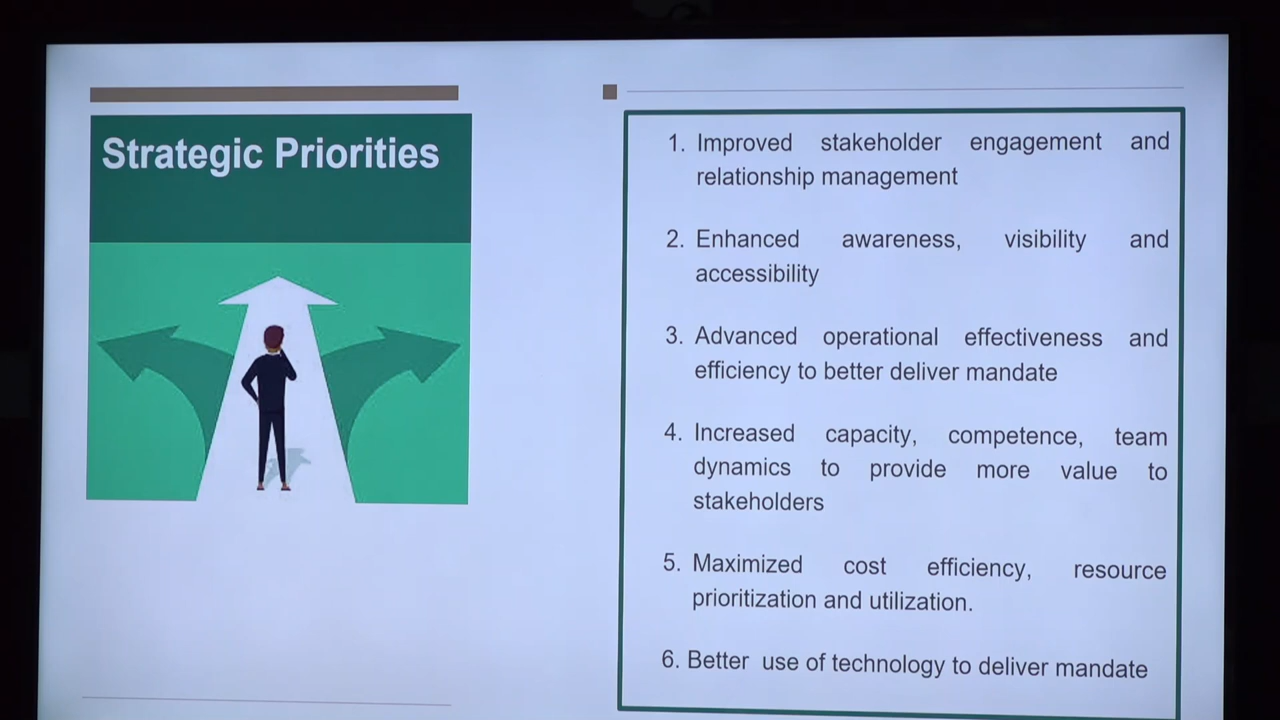 Strategic Priorities
1. Improved stakeholder engagement and
relationship management
2. Enhanced awareness, visibility and
accessibility
3. Advanced operational effectiveness and
efficiency to better deliver mandate
4. Increased capacity, competence, team
dynamics to provide more value to
stakeholders
5. Maximized cost efficiency, resource
prioritization and utilization.
6. Better use of technology to deliver mandate